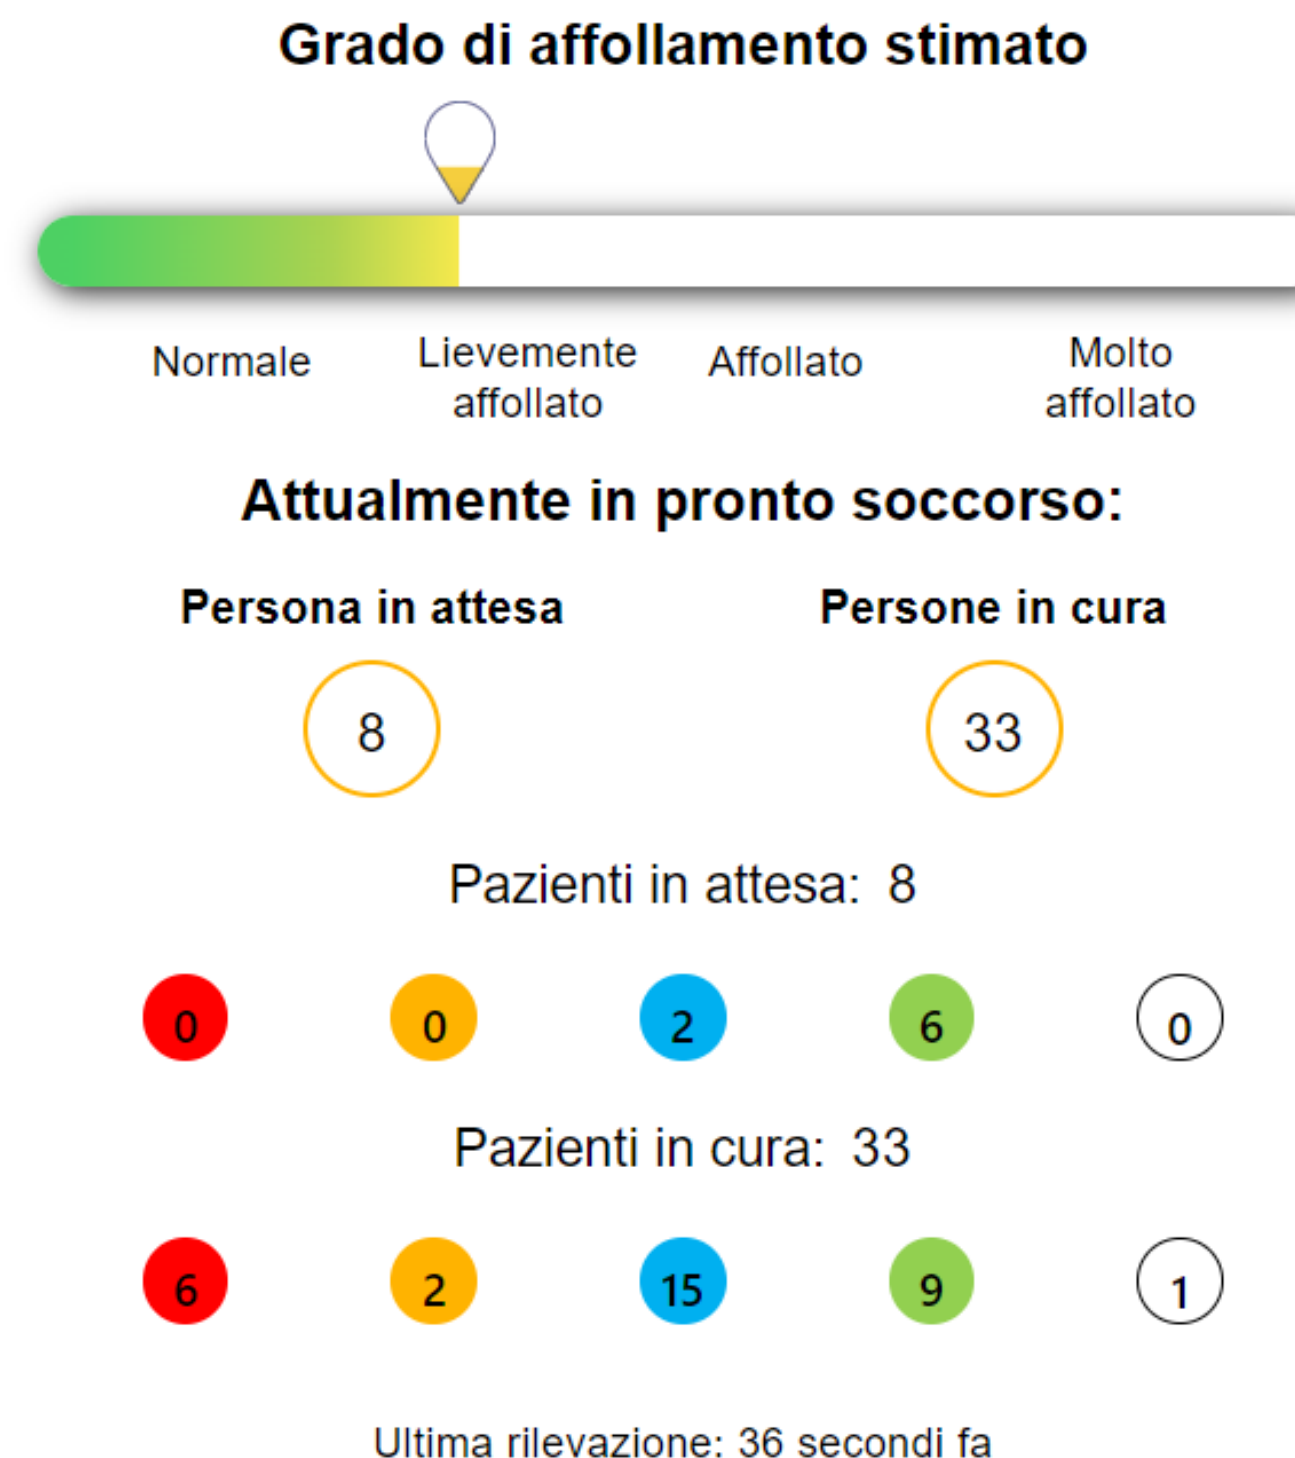 Grado di affollamento stimato
Normale
Lievemente
affollato
Affollato
Molto
affollato
Attualmente in pronto soccorso:
Persona in attesa
Persone in cura
8
33
Pazienti in attesa: 8
0 0 2 6 0
Pazienti in cura: 33
6 2 15 9 1
Ultima rilevazione: 36 secondi fa